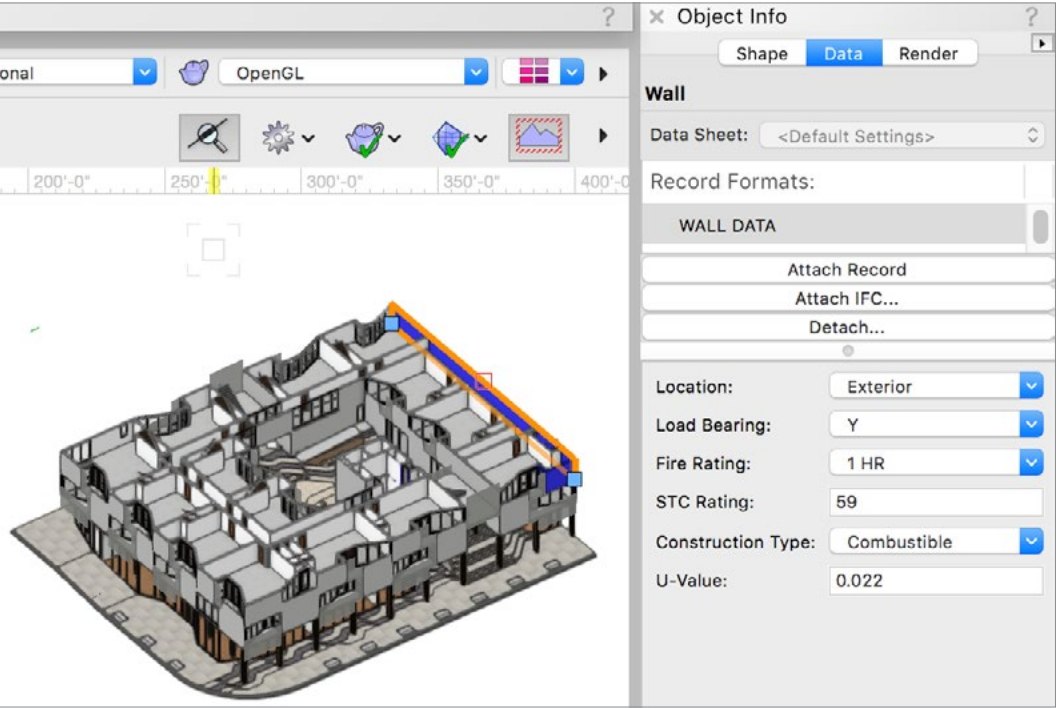 ?
onal
OpenGL
200'-0"
250'-0"
300'-0"
350'-0"
400'-0
Object Info
?
Shape
Data
Render
Wall
Data Sheet: <Default Settings>
Record Formats:
WALL DATA
Attach Record
Attach IFC...
Detach...
Location: Exterior
Load Bearing: Y
Fire Rating: 1 HR
STC Rating: 59
Construction Type: Combustible
U-Value: 0.022